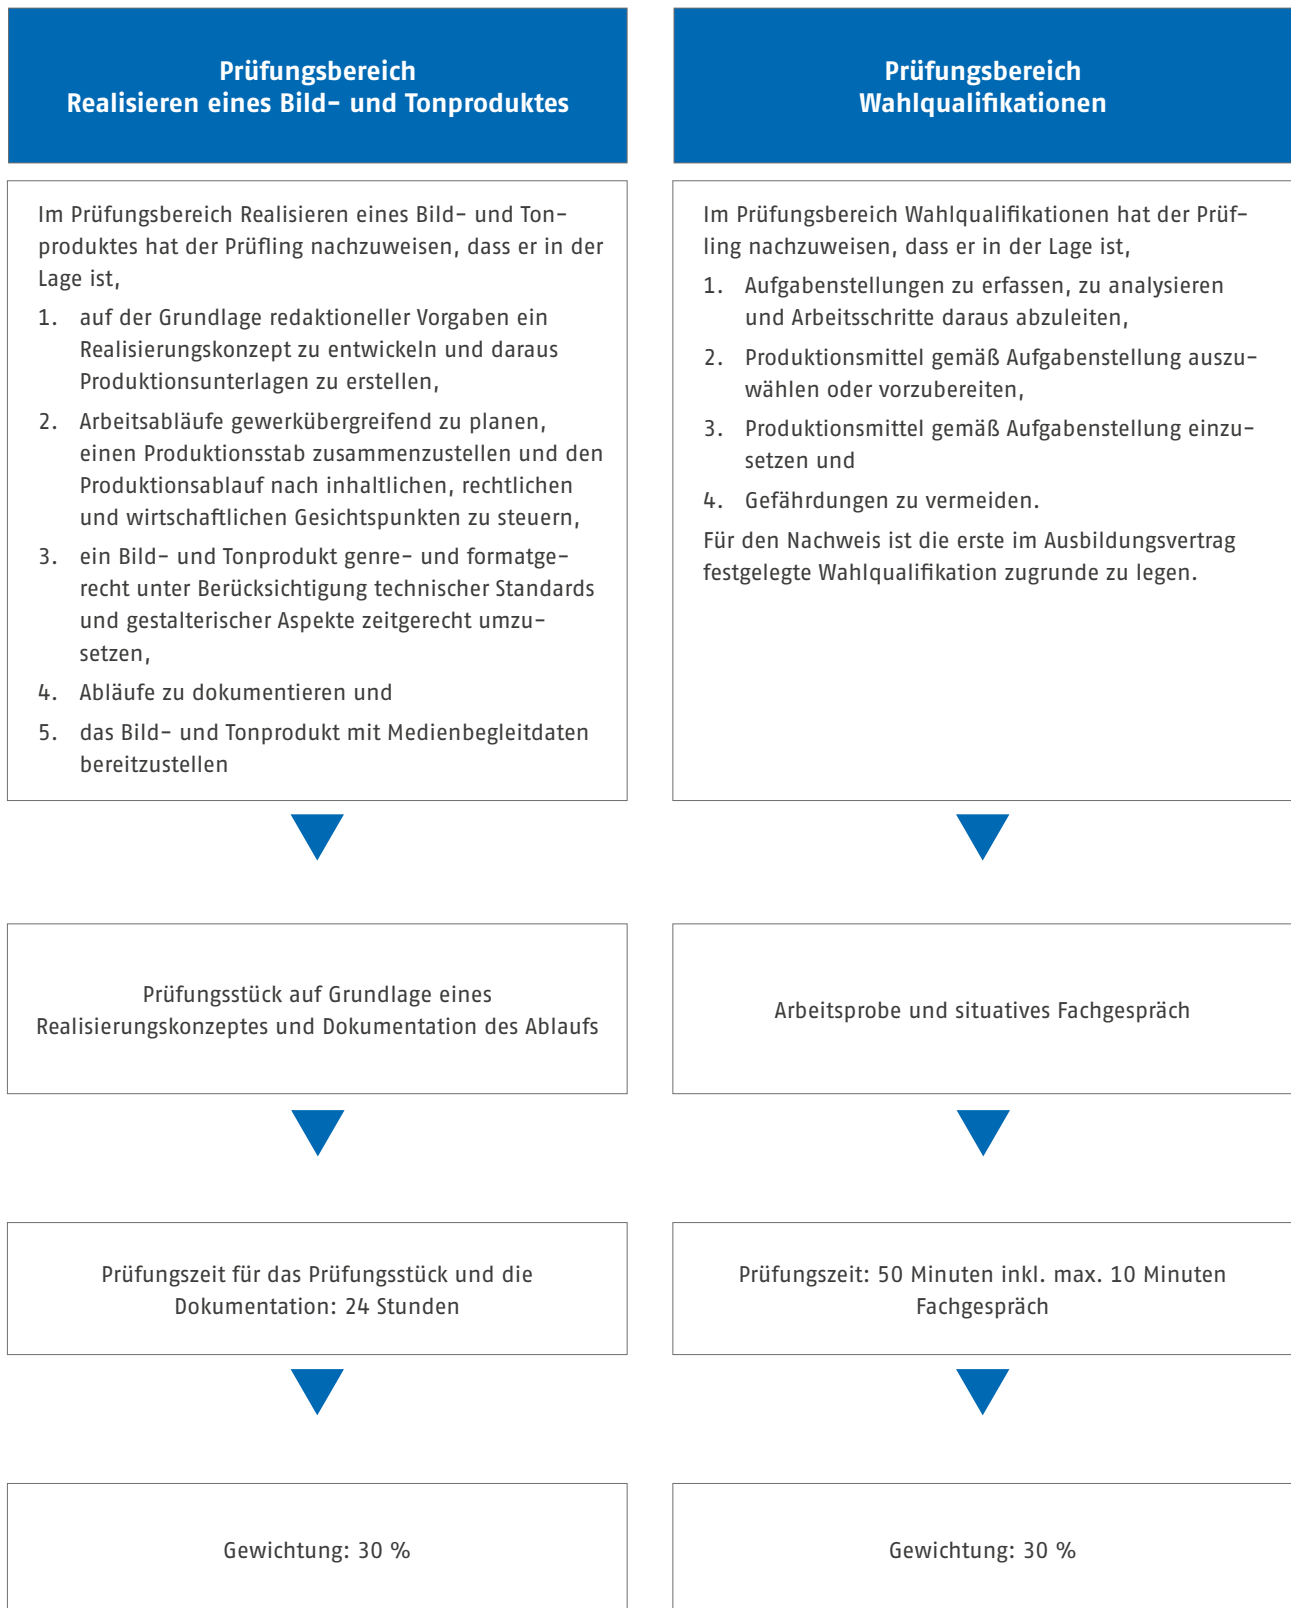 Prüfungsbereich
Realisieren eines Bild- und Tonproduktes
Im Prüfungsbereich Realisieren eines Bild- und Ton-
produktes hat der Prüfling nachzuweisen, dass er in der
Lage ist,
1. auf der Grundlage redaktioneller Vorgaben ein
Realisierungskonzept zu entwickeln und daraus
Produktionsunterlagen zu erstellen,
2. Arbeitsabläufe gewerkübergreifend zu planen,
einen Produktionsstab zusammenzustellen und den
Produktionsablauf nach inhaltlichen, rechtlichen
und wirtschaftlichen Gesichtspunkten zu steuern,
3. ein Bild- und Tonprodukt genre- und formatge-
recht unter Berücksichtigung technischer Standards
und gestalterischer Aspekte zeitgerecht umzu-
setzen,
4. Abläufe zu dokumentieren und
5. das Bild- und Tonprodukt mit Medienbegleitdaten
bereitzustellen
Prüfungsstück auf Grundlage eines
Realisierungskonzeptes und Dokumentation des Ablaufs
Prüfungszeit für das Prüfungsstück und die
Dokumentation: 24 Stunden
Gewichtung: 30 %
Prüfungsbereich
Wahlqualifikationen
Im Prüfungsbereich Wahlqualifikationen hat der Prüf-
ling nachzuweisen, dass er in der Lage ist,
1. Aufgabenstellungen zu erfassen, zu analysieren
und Arbeitsschritte daraus abzuleiten,
2. Produktionsmittel gemäß Aufgabenstellung auszu-
wählen oder vorzubereiten,
3. Produktionsmittel gemäß Aufgabenstellung einzu-
setzen und
4. Gefährdungen zu vermeiden.
Für den Nachweis ist die erste im Ausbildungsvertrag
festgelegte Wahlqualifikation zugrunde zu legen.
Arbeitsprobe und situatives Fachgespräch
Prüfungszeit: 50 Minuten inkl. max. 10 Minuten
Fachgespräch
Gewichtung: 30 %